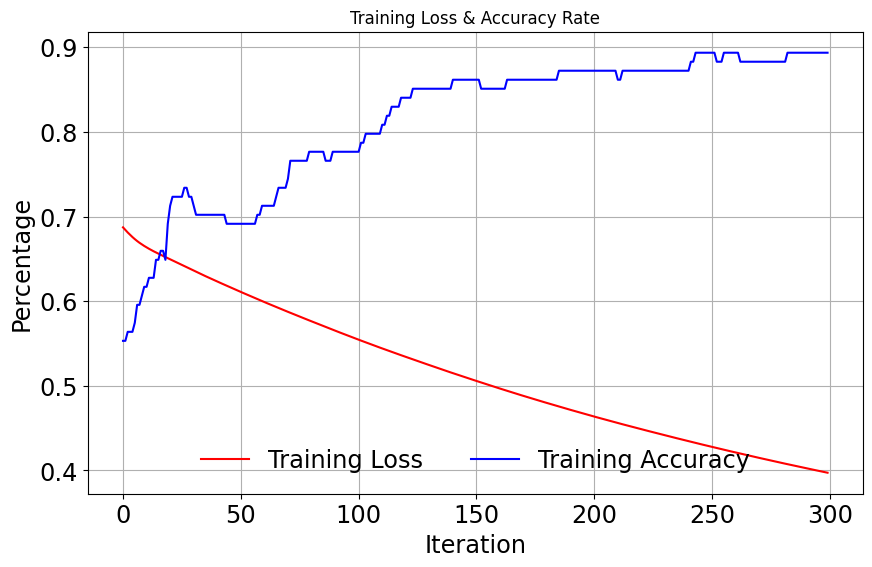 Training Loss & Accuracy Rate
Percentage
0.9
0.8
0.7
0.6
0.5
0.4
Training Loss
Training Accuracy
0 50 100 150 200 250 300
Iteration